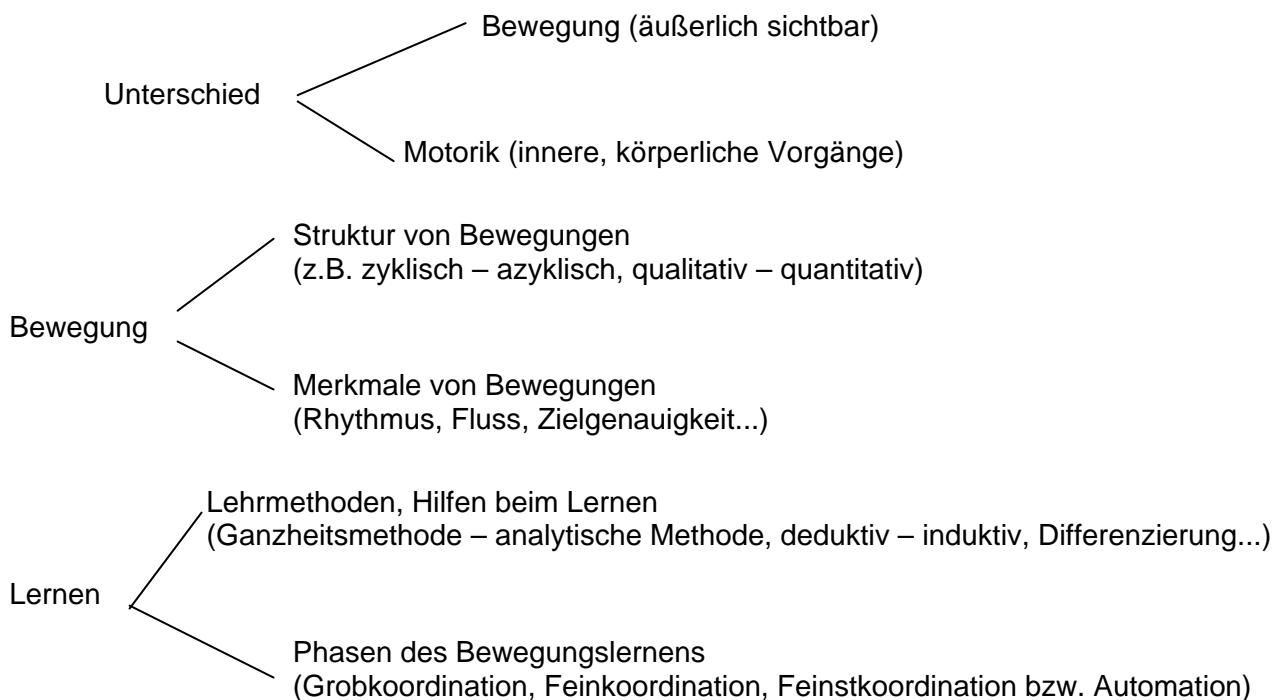 Bewegung (äußerlich sichtbar)
Unterschied
Motorik (innere, körperliche Vorgänge)
Struktur von Bewegungen
(z.B. zyklisch – azyklisch, qualitativ – quantitativ)
Bewegung
Merkmale von Bewegungen
(Rhythmus, Fluss, Zielgenauigkeit...)
Lehrmethoden, Hilfen beim Lernen
(Ganzheitsmethode – analytische Methode, deduktiv – induktiv, Differenzierung...)
Lernen
Phasen des Bewegungslernens
(Grobkoordination, Feinkoordination, Feinstkoordination bzw. Automation)